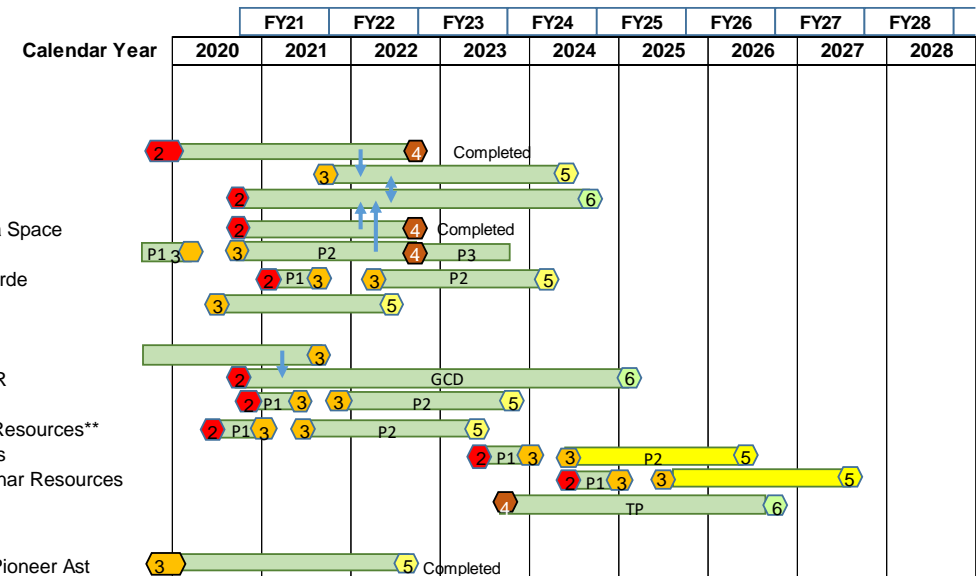 FY21 FY22 FY23 FY24 FY25 FY26 FY27 FY28
Calendar Year 2020 2021 2022 2023 2024 2025 2026 2027 2028
2 4 Completed
3 5
2 6
Space 2 4 Completed
P1 3 3 P2 4 P3
rde 2 P1 3 3 P2 5
3 5
3
R 2 GCD 6
2 P1 3 3 P2 5
Resources** 2 P1 3 3 P2 5
s 2 P1 3 3 P2 5
nar Resources 2 P1 3 3 5
4 TP 6
Pioneer Ast 3 5 Completed